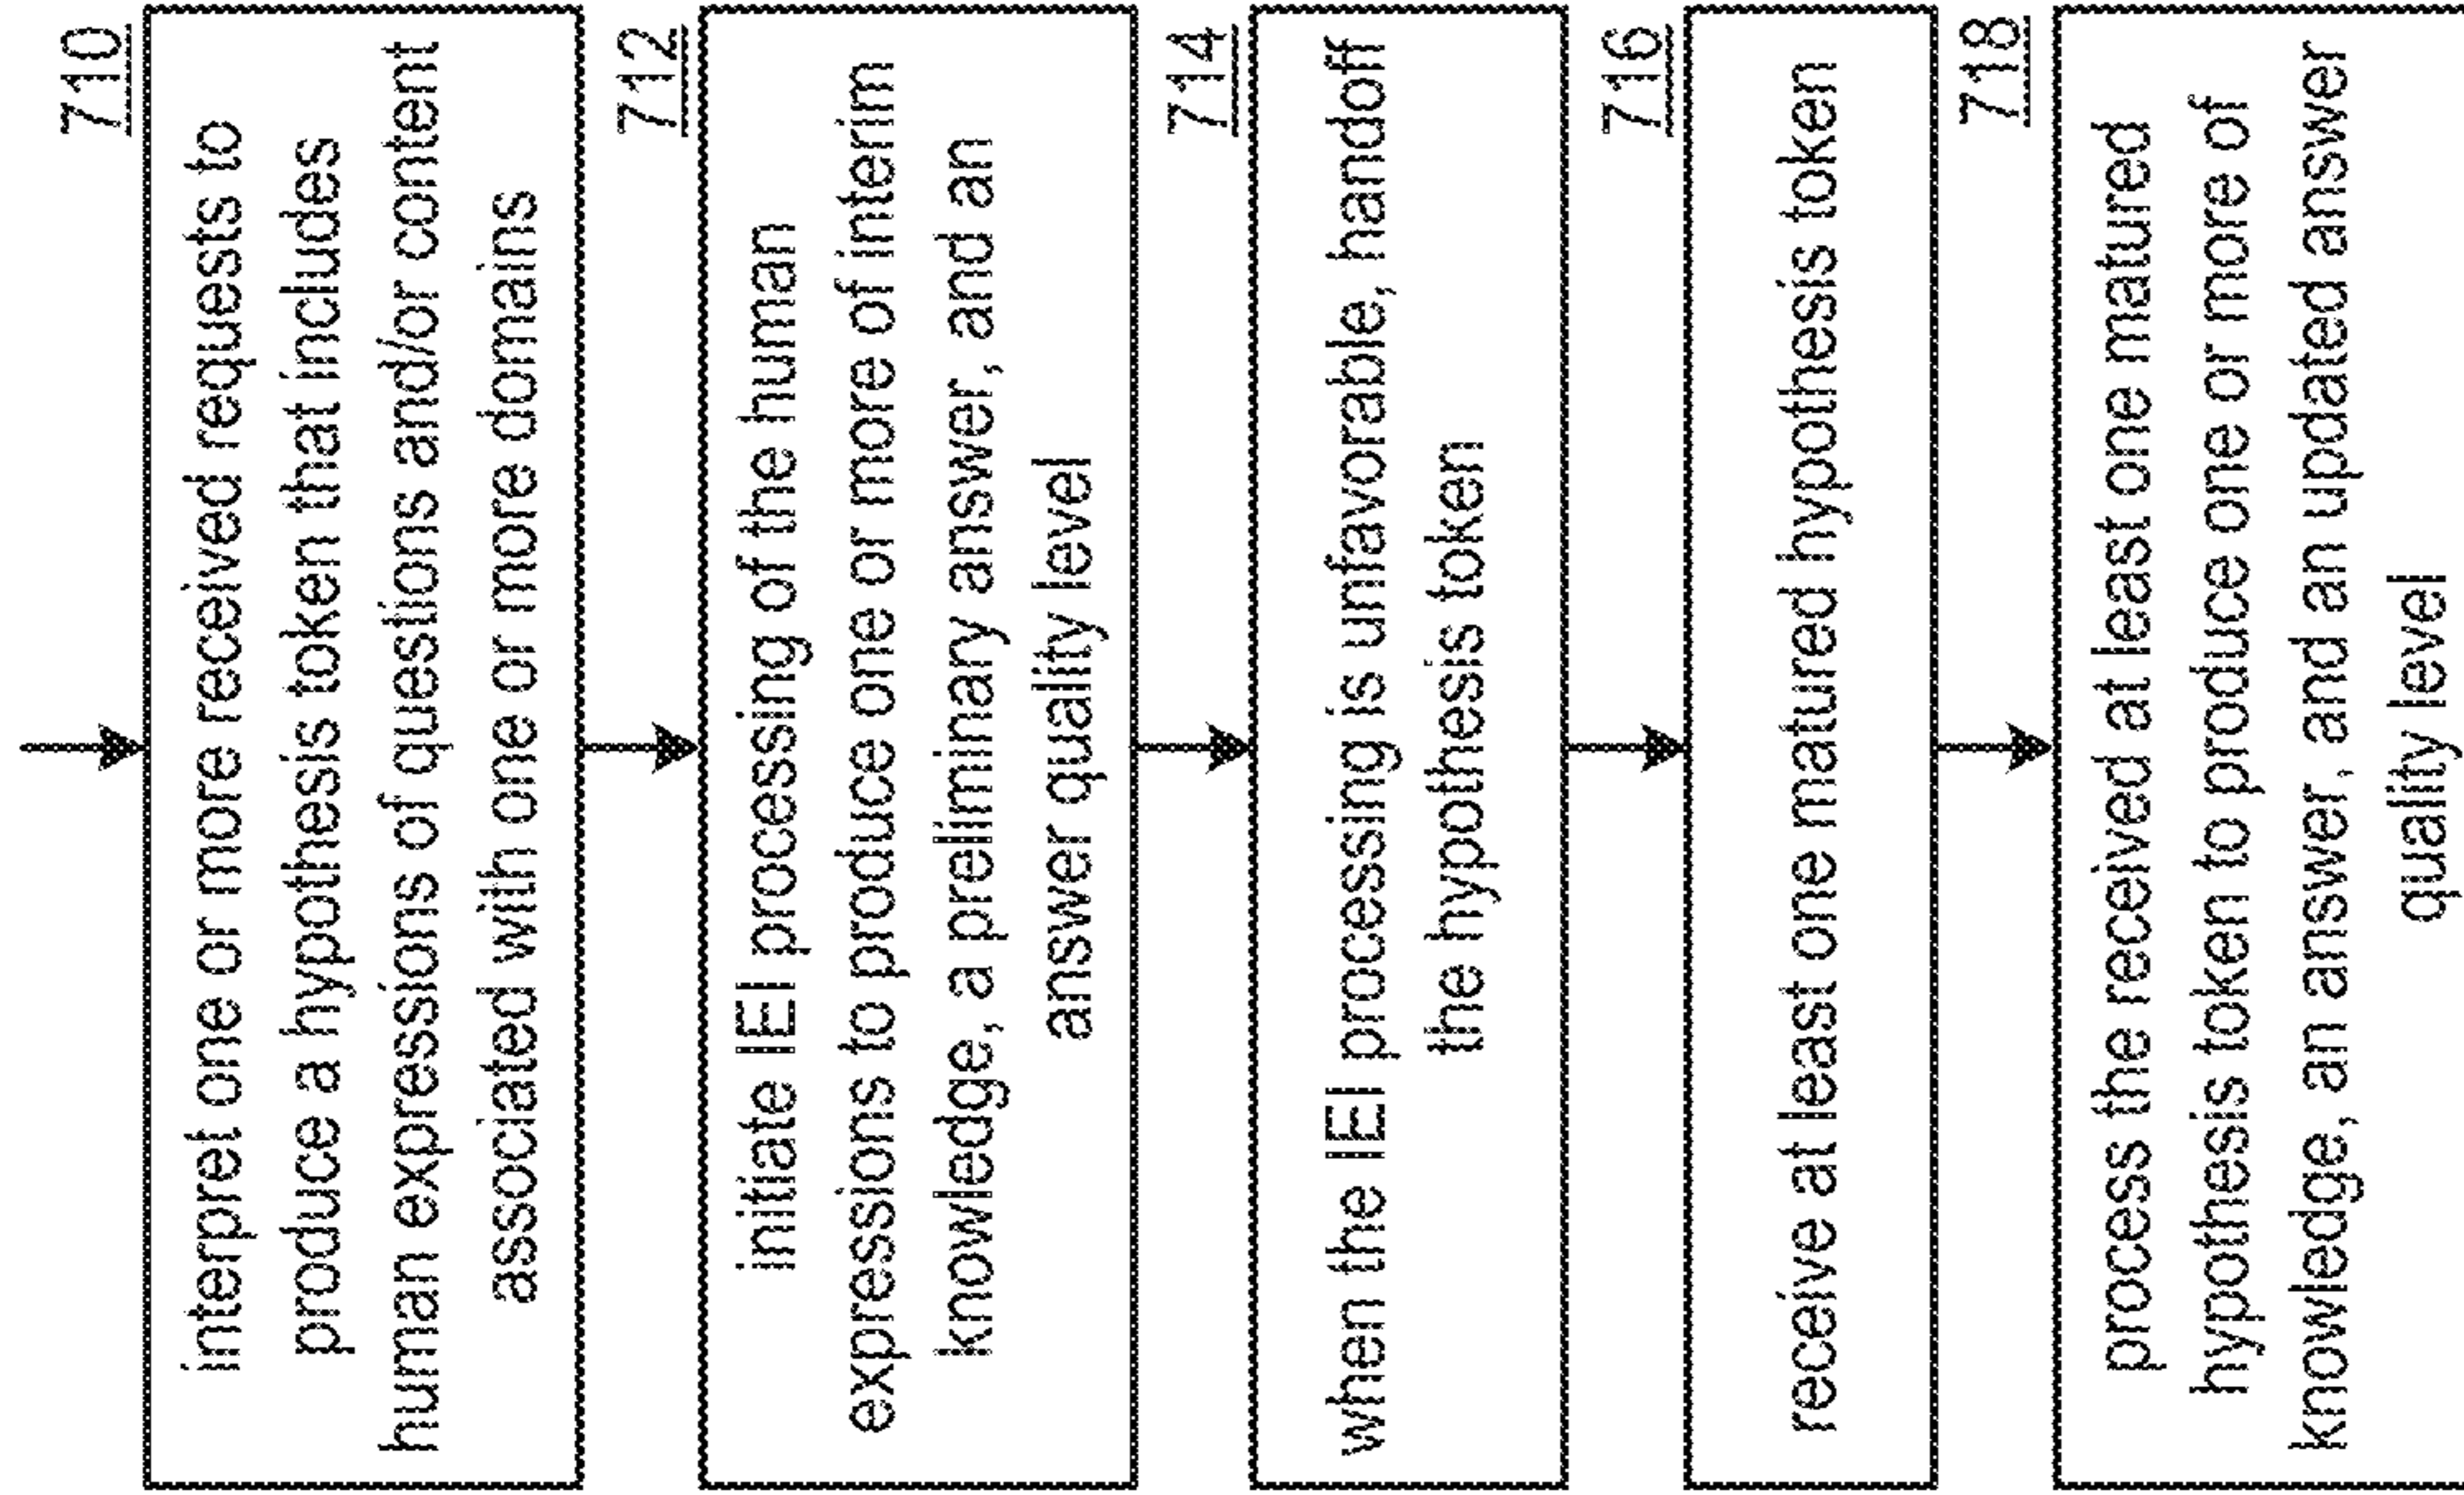 710
interpret one or more received requests to
produce a hypothesis token that includes
human expressions of questions and/or content
associated with one or more domains
712
initiate IEI processing of the human
expressions to produce one or more of interim
knowledge, a preliminary answer, and an
answer quality level
714
when the IEI processing is unfavorable, handoff
the hypothesis token
716
receive at least one matured hypothesis token
718
process the received at least one matured
hypothesis token to produce one or more of
knowledge, an answer, and an updated answer
quality level